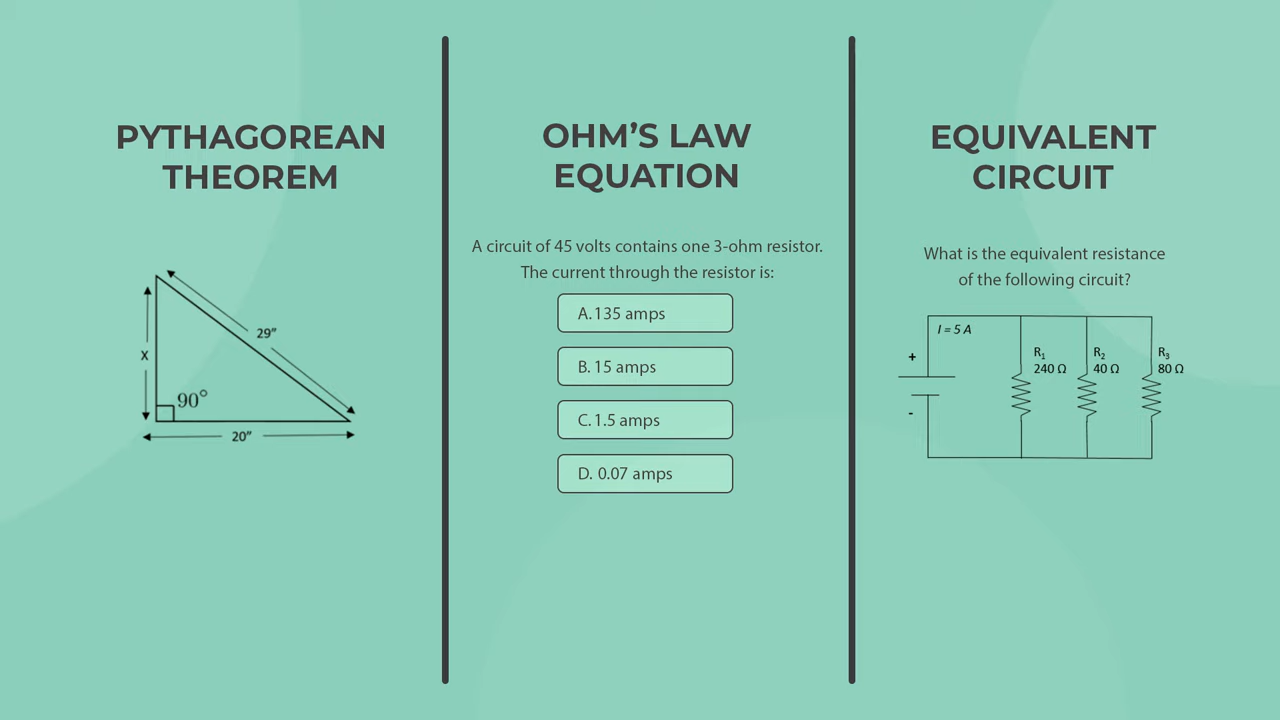 PYTHAGOREAN
THEOREM
29”
X
90°
20”
OHM’S LAW
EQUATION
A circuit of 45 volts contains one 3-ohm resistor.
The current through the resistor is:
A. 135 amps
B. 15 amps
C. 1.5 amps
D. 0.07 amps
EQUIVALENT
CIRCUIT
What is the equivalent resistance
of the following circuit?
I = 5 A
+
-
R₁
240 Ω
R₂
40 Ω
R₃
80 Ω